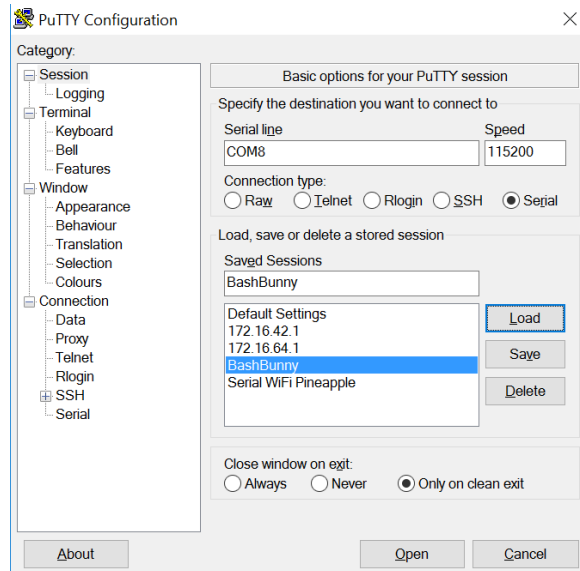 PuTTY Configuration
Category:
Session
Logging
Terminal
Keyboard
Bell
Features
Window
Appearance
Behaviour
Translation
Selection
Colours
Connection
Data
Proxy
Telnet
Rlogin
SSH
Serial
Basic options for your PuTTY session
Specify the destination you want to connect to
Serial line Speed
COM8 115200
Connection type:
Raw Telnet Rlogin SSH Serial
Load, save or delete a stored session
Saved Sessions
BashBunny
Default Settings
172.16.42.1
172.16.64.1
BashBunny
Serial WiFi Pineapple
Load
Save
Delete
Close window on exit:
Always Never Only on clean exit
About Open Cancel